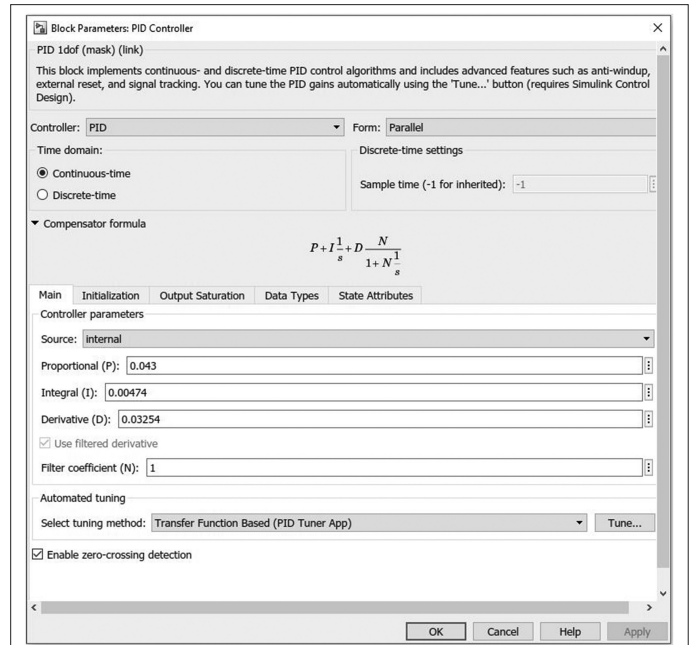 Block Parameters: PID Controller
PID 1dof (mask) (link)
This block implements continuous- and discrete-time PID control algorithms and includes advanced features such as anti-windup,
external reset, and signal tracking. You can tune the PID gains automatically using the 'Tune...' button (requires Simulink Control
Design).
Controller: PID Form: Parallel
Time domain: Discrete-time settings
Continuous-time
Sample time (-1 for inherited): -1
Discrete-time
Compensator formula
P + I 1/s + D N/(1 + N 1/s)
Main Initialization Output Saturation Data Types State Attributes
Controller parameters
Source: internal
Proportional (P): 0.043
Integral (I): 0.00474
Derivative (D): 0.03254
Use filtered derivative
Filter coefficient (N): 1
Automated tuning
Select tuning method: Transfer Function Based (PID Tuner App) Tune...
Enable zero-crossing detection
OK Cancel Help Apply